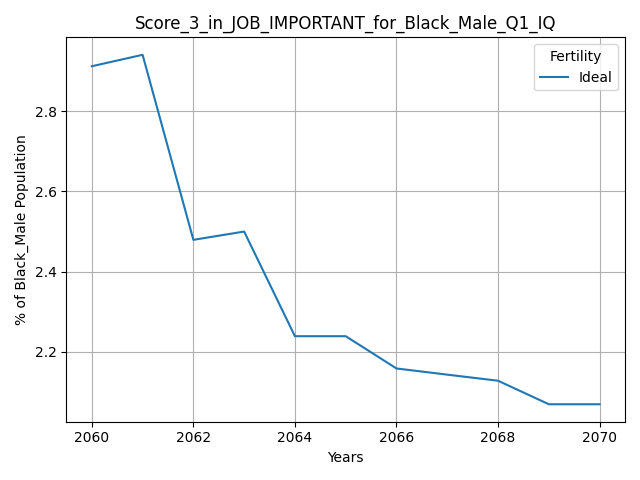 Score_3_in_JOB_IMPORTANT_for_Black_Male_Q1_IQ
Fertility
Ideal
% of Black_Male Population
2.8
2.6
2.4
2.2
2060 2062 2064 2066 2068 2070
Years